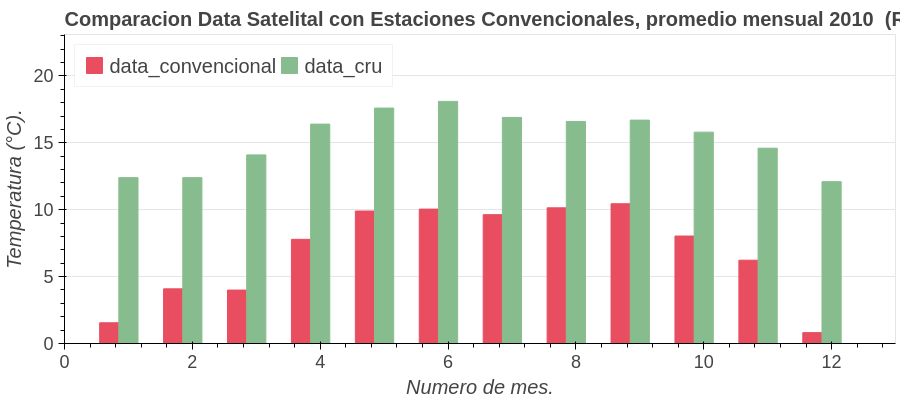 Comparacion Data Satelital con Estaciones Convencionales, promedio mensual 2010 (R
data_convencional data_cru
Temperatura (°C).
20
15
10
5
0
0 2 4 6 8 10 12
Numero de mes.